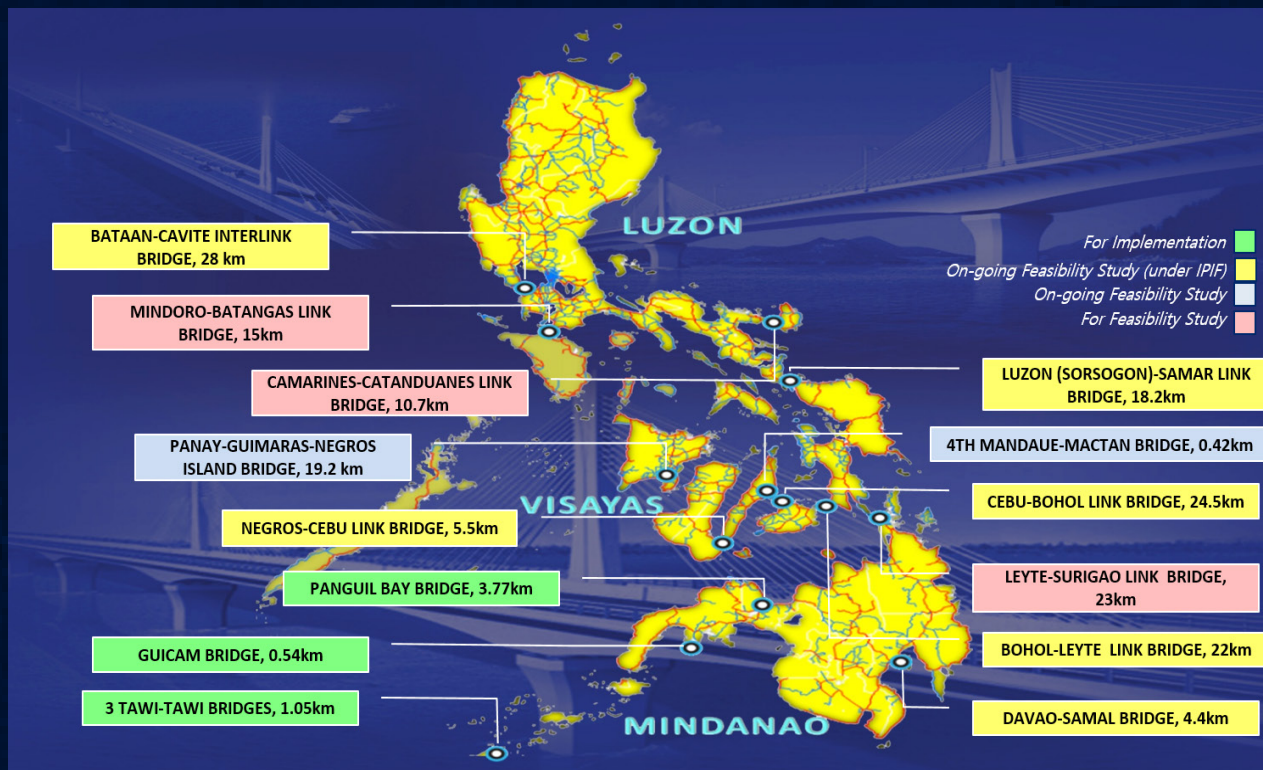 LUZON
BATAAN-CAVITE INTERLINK
BRIDGE, 28 km
For Implementation
On-going Feasibility Study (under IPIF)
On-going Feasibility Study
For Feasibility Study
MINDORO-BATANGAS LINK
BRIDGE, 15km
CAMARINES-CATANDUANES LINK
BRIDGE, 10.7km
LUZON (SORSOGON)-SAMAR LINK
BRIDGE, 18.2km
PANAY-GUIMARAS-NEGROS
ISLAND BRIDGE, 19.2 km
4TH MANDAUE-MACTAN BRIDGE, 0.42km
VISAYAS
CEBU-BOHOL LINK BRIDGE, 24.5km
NEGROS-CEBU LINK BRIDGE, 5.5km
PANGUIL BAY BRIDGE, 3.77km
LEYTE-SURIGAO LINK BRIDGE,
23km
GUICAM BRIDGE, 0.54km
BOHOL-LEYTE LINK BRIDGE, 22km
3 TAWI-TAWI BRIDGES, 1.05km
MINDANAO
DAVAO-SAMAL BRIDGE, 4.4km